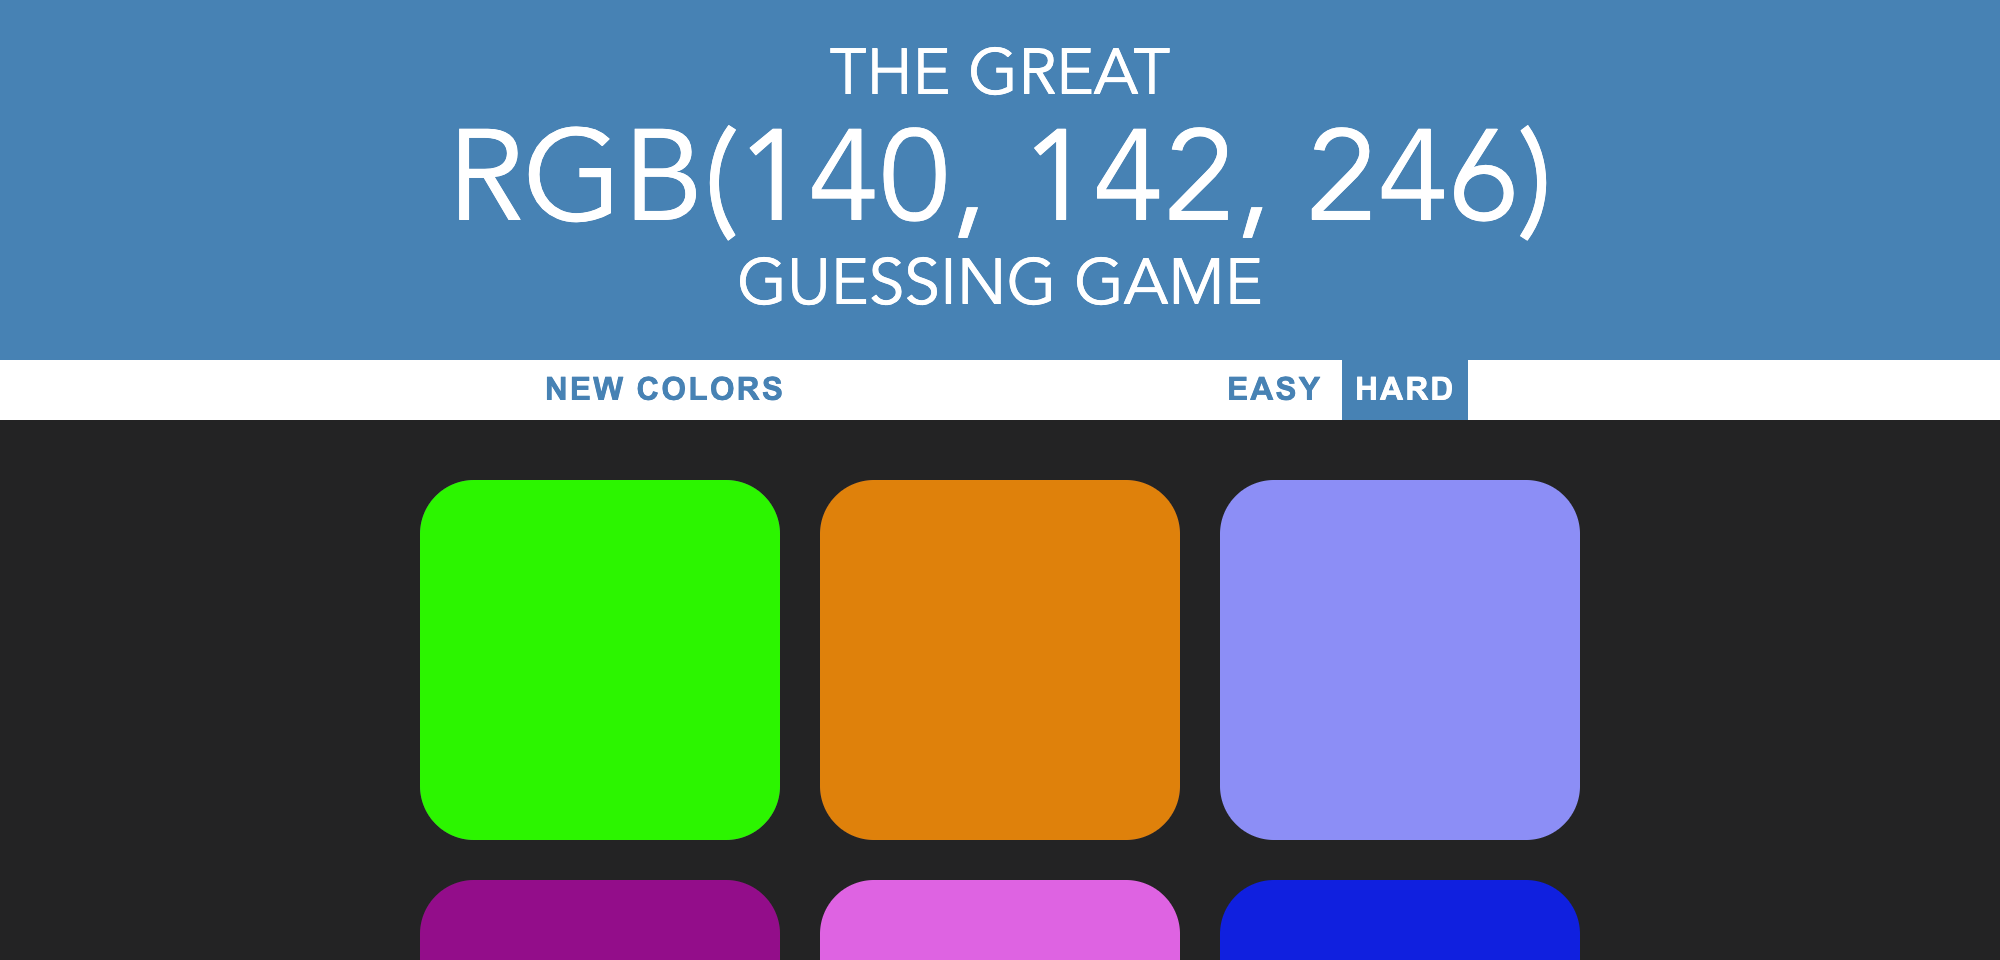 THE GREAT
RGB(140, 142, 246)
GUESSING GAME
NEW COLORS EASY HARD